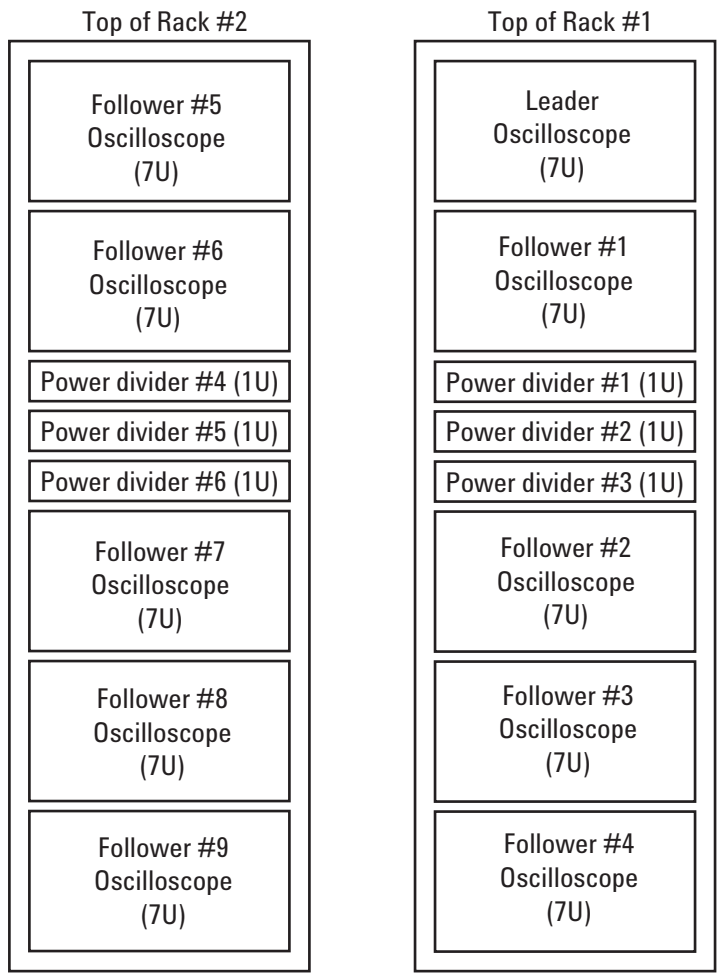 Top of Rack #2
Follower #5
Oscilloscope
(7U)
Follower #6
Oscilloscope
(7U)
Power divider #4 (1U)
Power divider #5 (1U)
Power divider #6 (1U)
Follower #7
Oscilloscope
(7U)
Follower #8
Oscilloscope
(7U)
Follower #9
Oscilloscope
(7U)
Top of Rack #1
Leader
Oscilloscope
(7U)
Follower #1
Oscilloscope
(7U)
Power divider #1 (1U)
Power divider #2 (1U)
Power divider #3 (1U)
Follower #2
Oscilloscope
(7U)
Follower #3
Oscilloscope
(7U)
Follower #4
Oscilloscope
(7U)